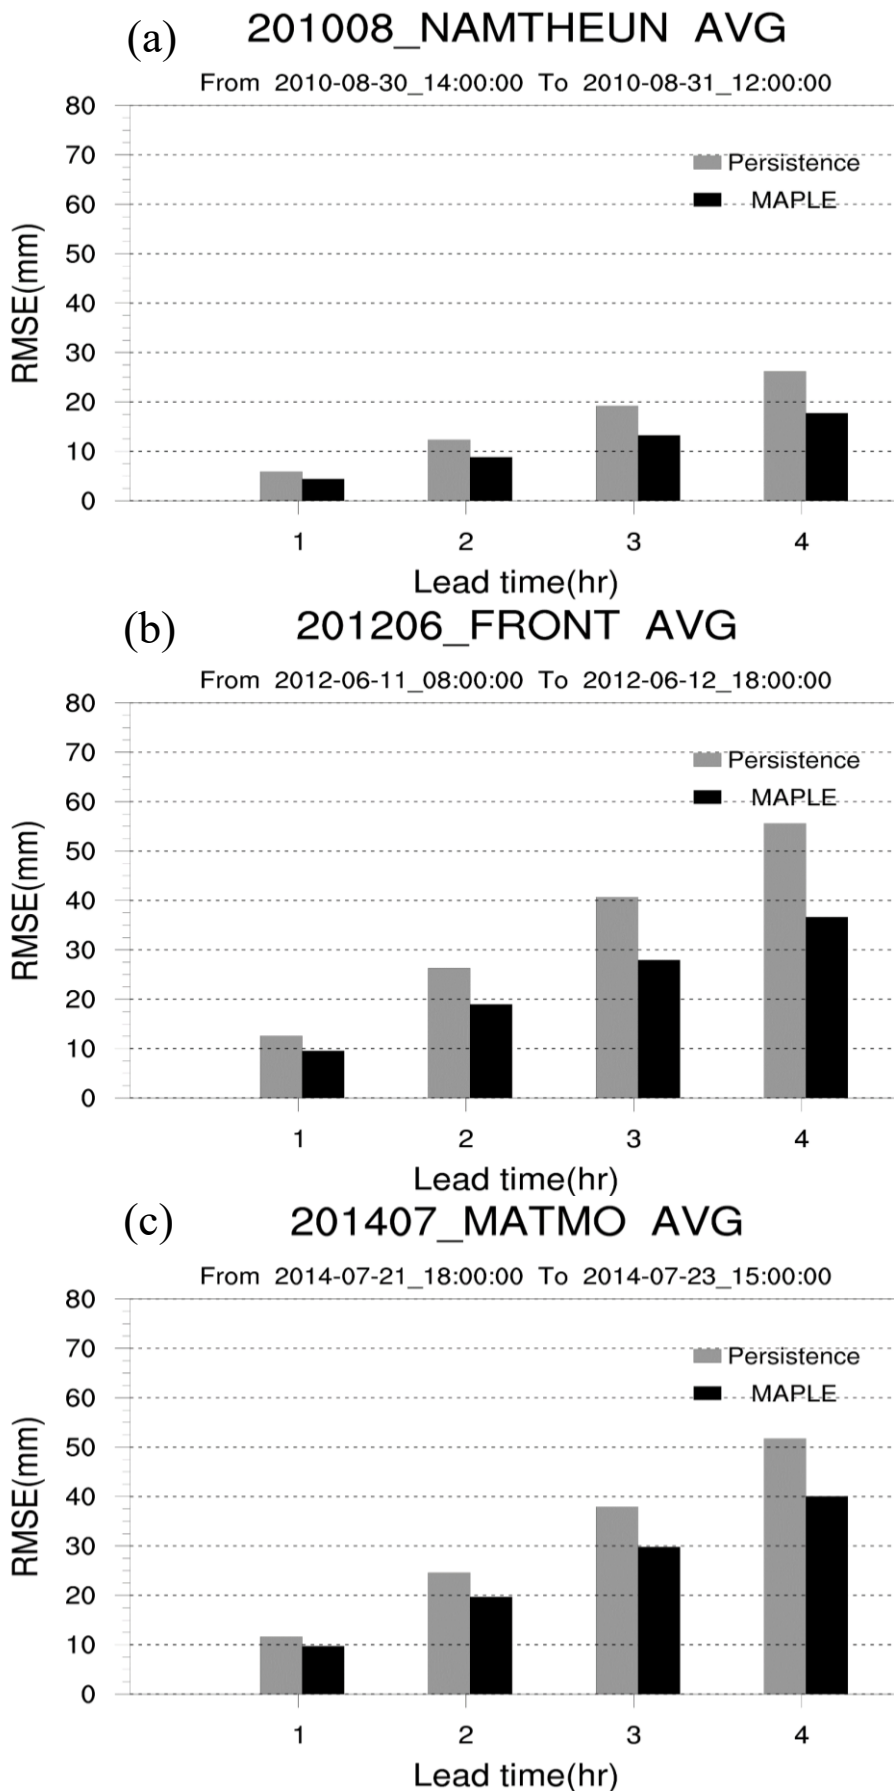 (a) 201008_NAMTHEUN AVG
From 2010-08-30_14:00:00 To 2010-08-31_12:00:00
80
70
60
50
40
30
20
10
0
RMSE(mm)
Persistence
MAPLE
1 2 3 4
Lead time(hr)
(b) 201206_FRONT AVG
From 2012-06-11_08:00:00 To 2012-06-12_18:00:00
80
70
60
50
40
30
20
10
0
RMSE(mm)
Persistence
MAPLE
1 2 3 4
Lead time(hr)
(c) 201407_MATMO AVG
From 2014-07-21_18:00:00 To 2014-07-23_15:00:00
80
70
60
50
40
30
20
10
0
RMSE(mm)
Persistence
MAPLE
1 2 3 4
Lead time(hr)